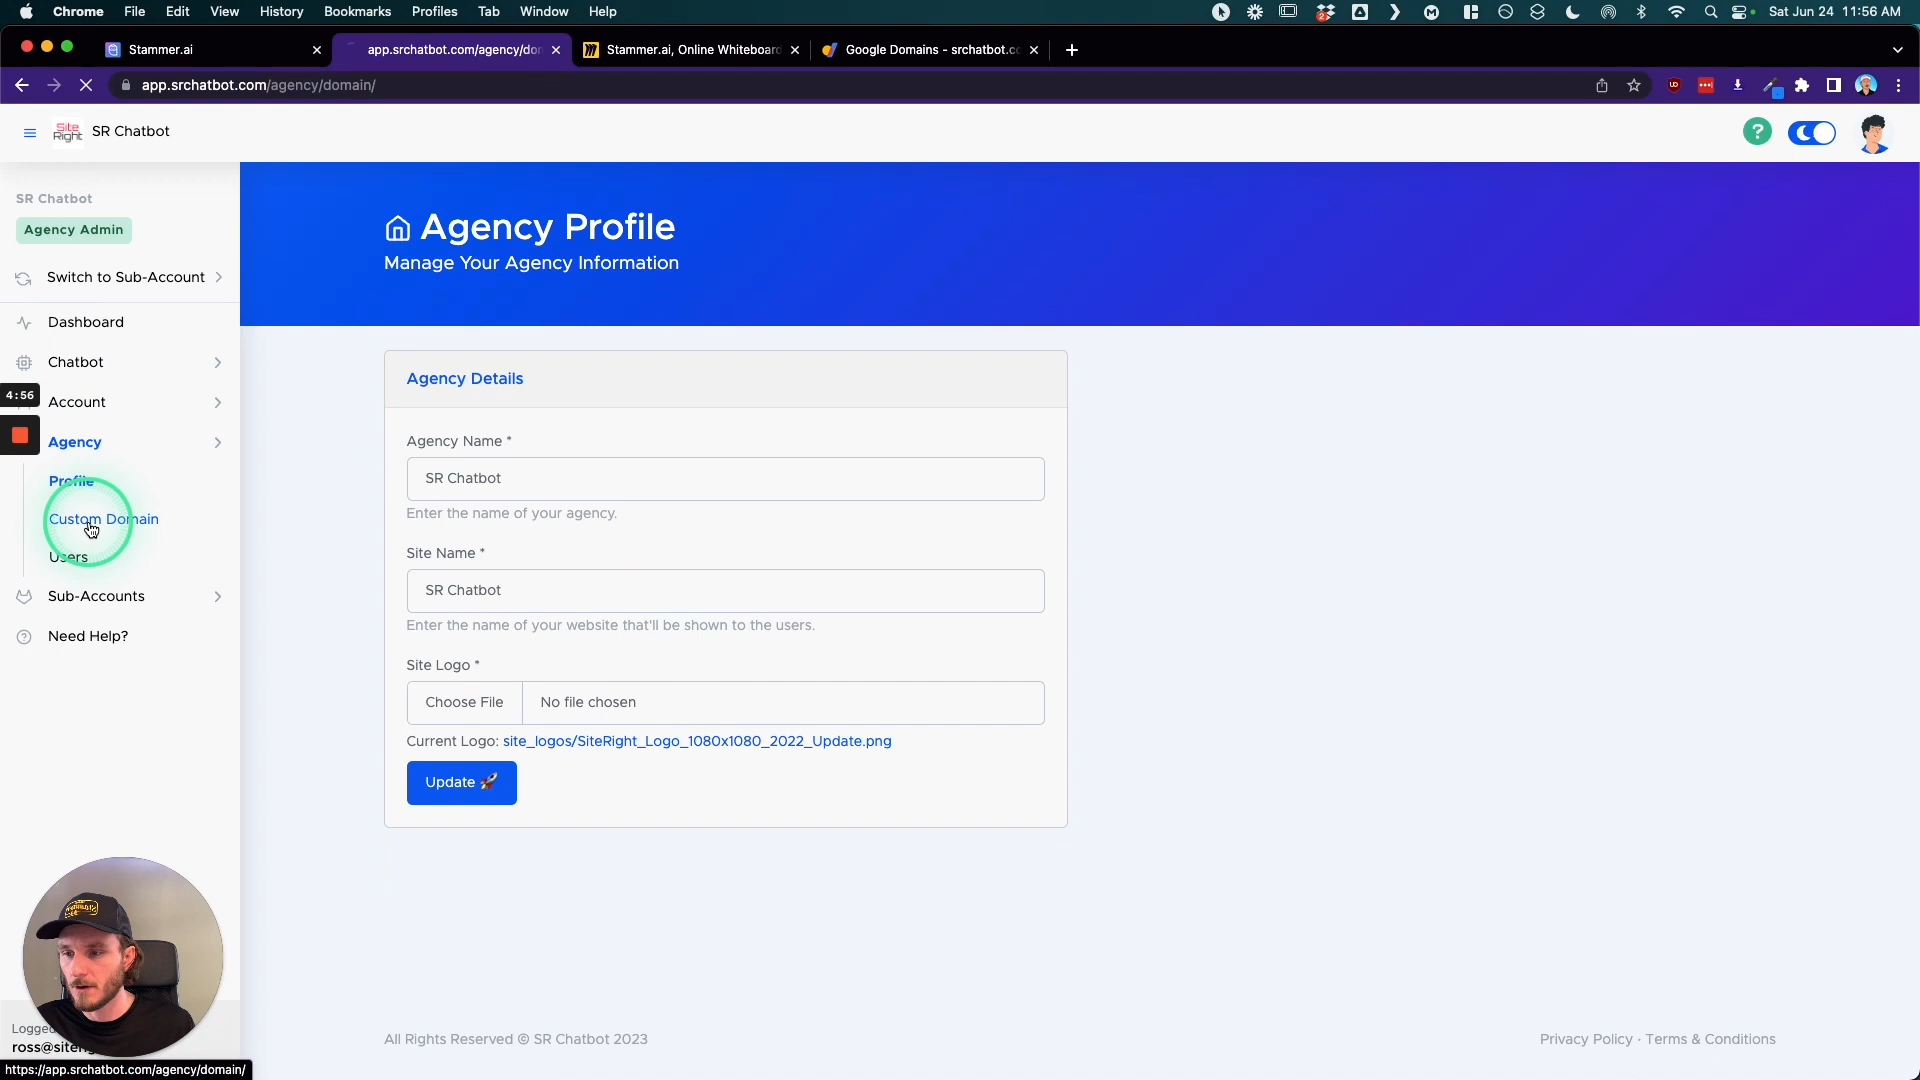 Chrome File Edit View History Bookmarks Profiles Tab Window Help
Sat Jun 24 11:56 AM
Stammer.ai
app.srchatbot.com/agency/do
Stammer.ai, Online Whiteboard
Google Domains - srchatbot.co
app.srchatbot.com/agency/domain/
Site Right
SR Chatbot
SR Chatbot
Agency Admin
Switch to Sub-Account
Dashboard
Chatbot
4:56
Account
Agency
Profile
Custom Domain
Users
Sub-Accounts
Need Help?
Agency Profile
Manage Your Agency Information
Agency Details
Agency Name *
SR Chatbot
Enter the name of your agency.
Site Name *
SR Chatbot
Enter the name of your website that'll be shown to the users.
Site Logo *
Choose File No file chosen
Current Logo: site_logos/SiteRight_Logo_1080x1080_2022_Update.png
Update 🚀
Logged
ross@site
https://app.srchatbot.com/agency/domain/
All Rights Reserved © SR Chatbot 2023
Privacy Policy · Terms & Conditions